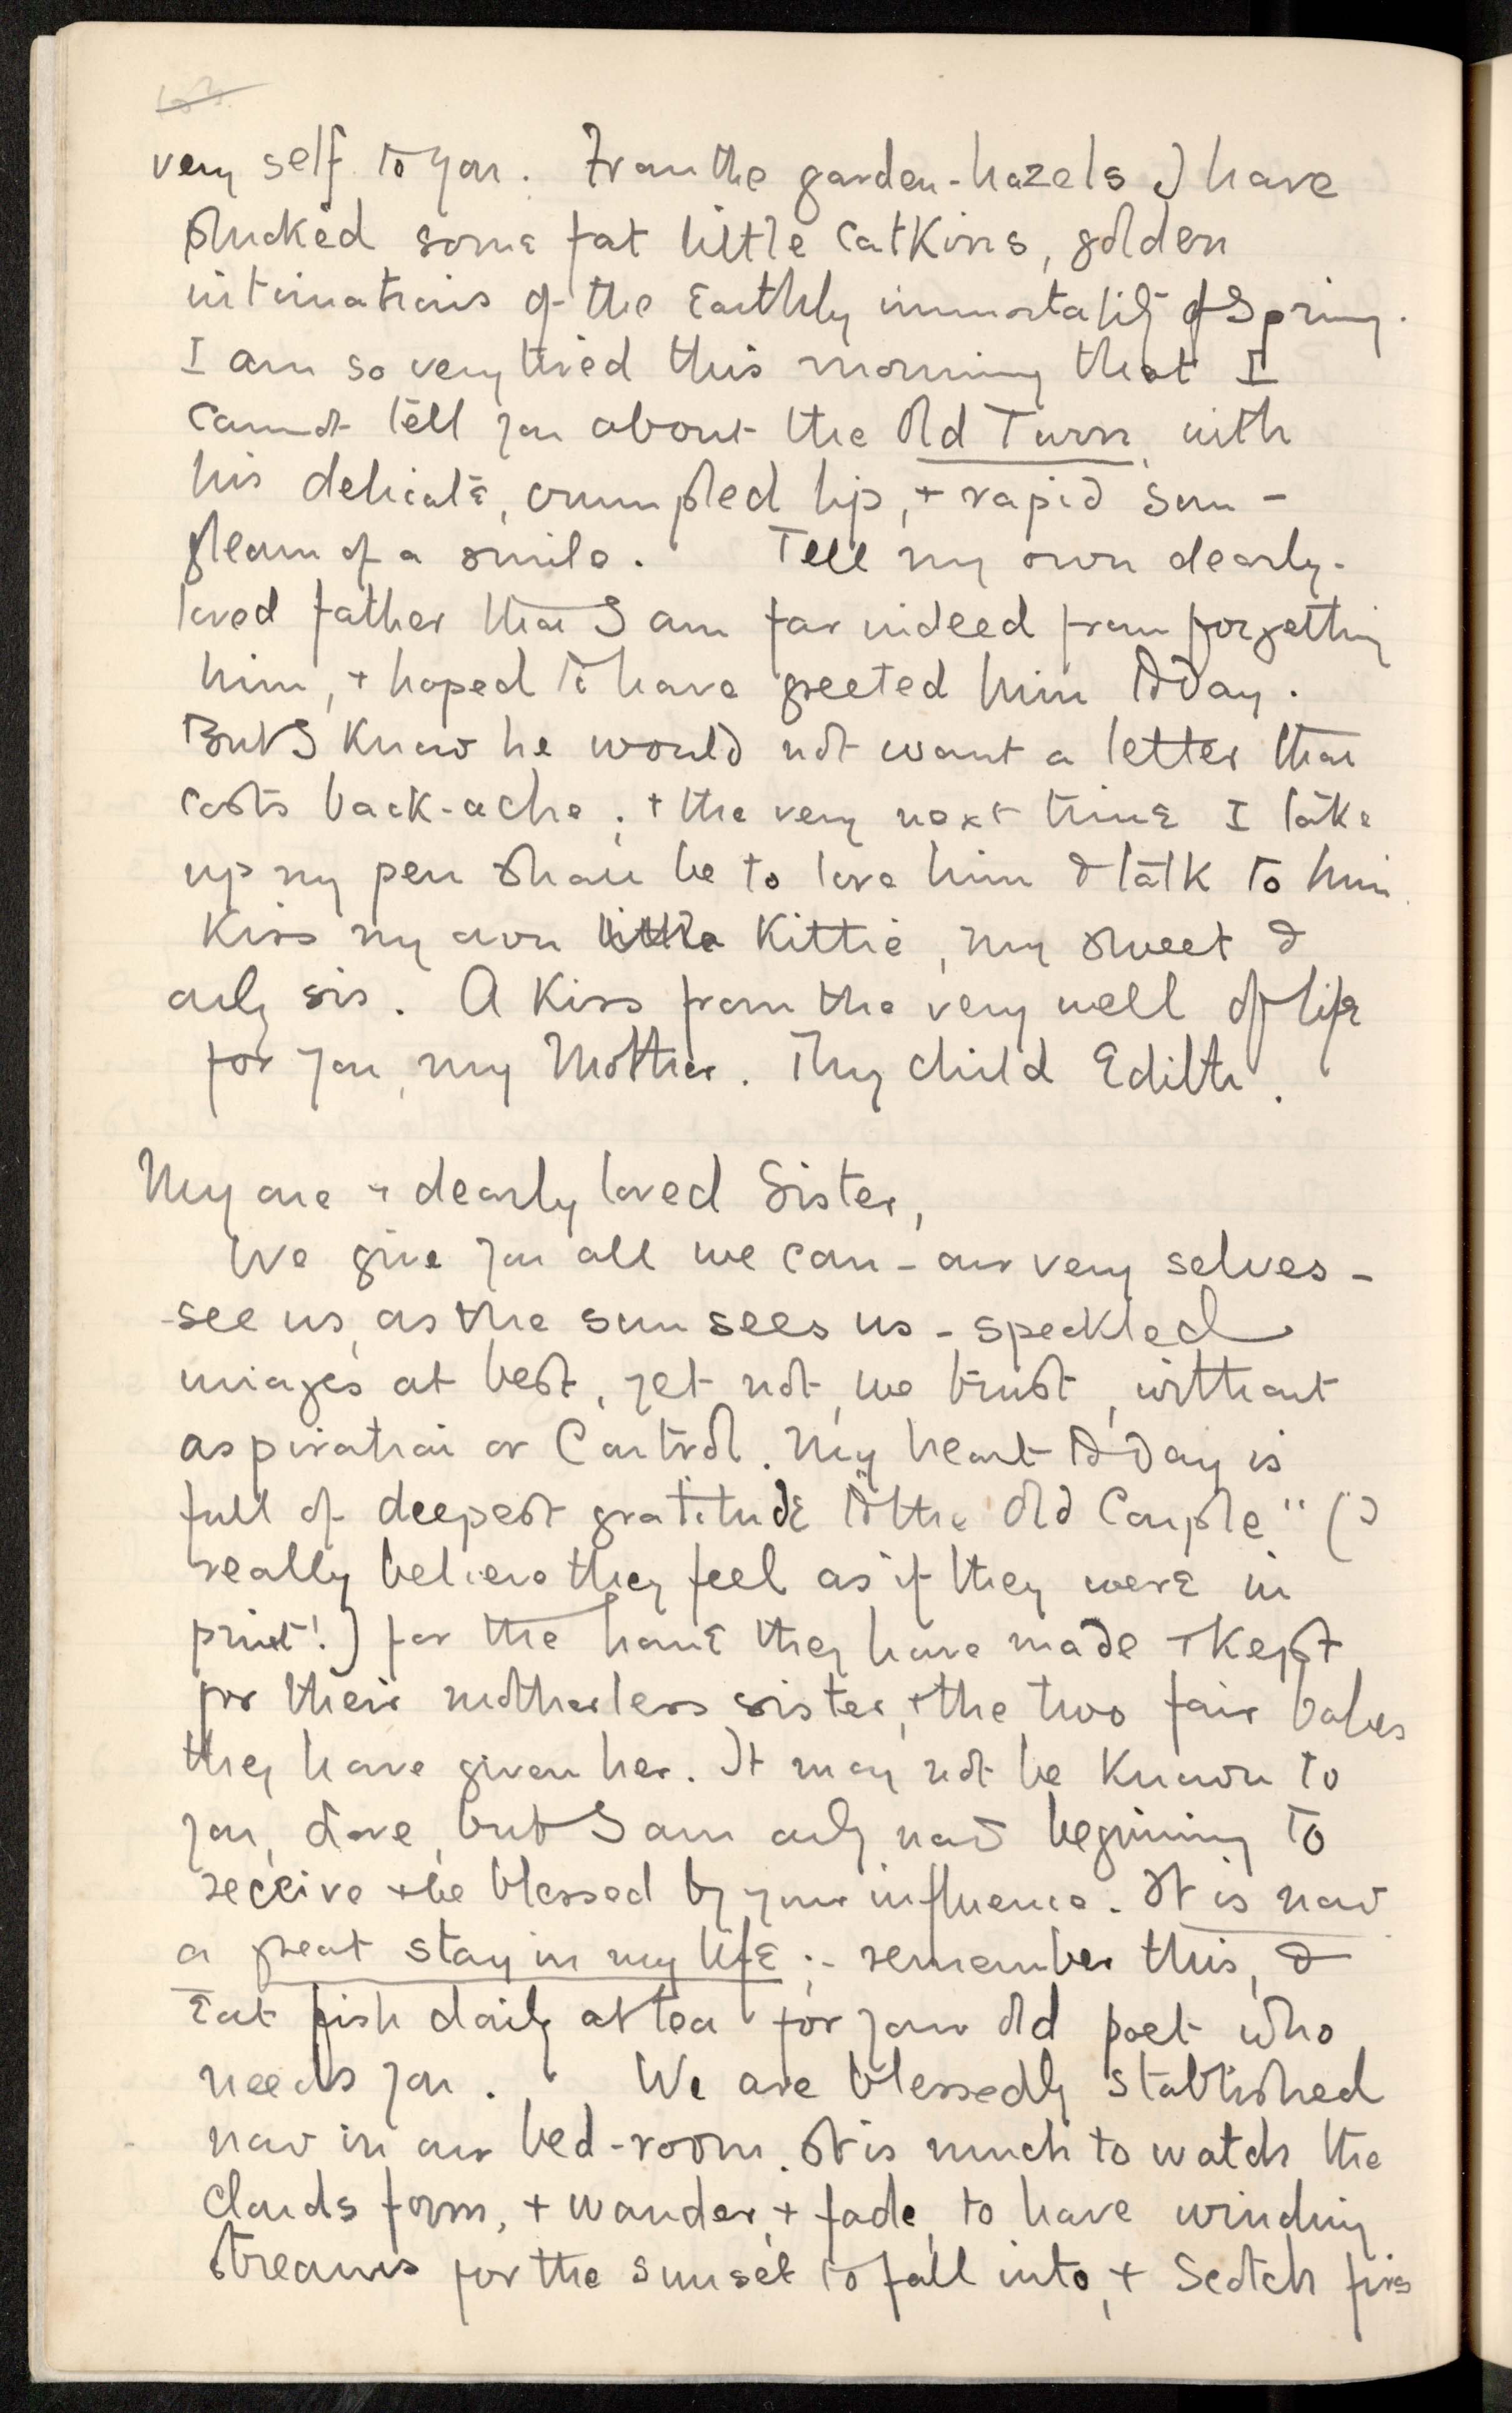 very self to you. From the garden-hazels I have
plucked some fat little catkins, golden
intimations of the Earthly immortality of Spring.
I am so very tired this morning that I
cannot tell you about the Old Turn, with
his delicate, crumpled lip, + rapid sun-
gleam of a smile. Tell my own dearly-
loved father that I am far indeed from forgetting
him, + hoped to have greeted him today.
But I know he would not want a letter that
costs back-ache; + the very next time I take
up my pen shall be to love him & talk to him.
Kiss my own little Kittie, my sweet &
only sis. A Kiss from the very well of life
for you, my Mother. Thy child Edith.
My one + dearly loved Sister,
We give you all we can - our very selves -
-see us, as the sun sees us - speckled
images at best, yet not, we trust, without
aspiration or Control. My heart today is
full of deepest gratitude to the "Old Couple" (I
really believe they feel as if they were in
print!) for the home they have made + Kept
for their motherless sister, + the two fair babes
they have given her. It may not be Known to
you, dove, but I am only now beginning to
receive + be blessed by your influence. It is now
a great stay in my life :- remember this, &
Eat fish daily at tea for your old poet who
needs you. We are blessedly stablished
now in our bed-room. It is much to watch the
Clouds form, + wander, + fade, to have winding
streams for the sunset to fall into, + Scotch firs